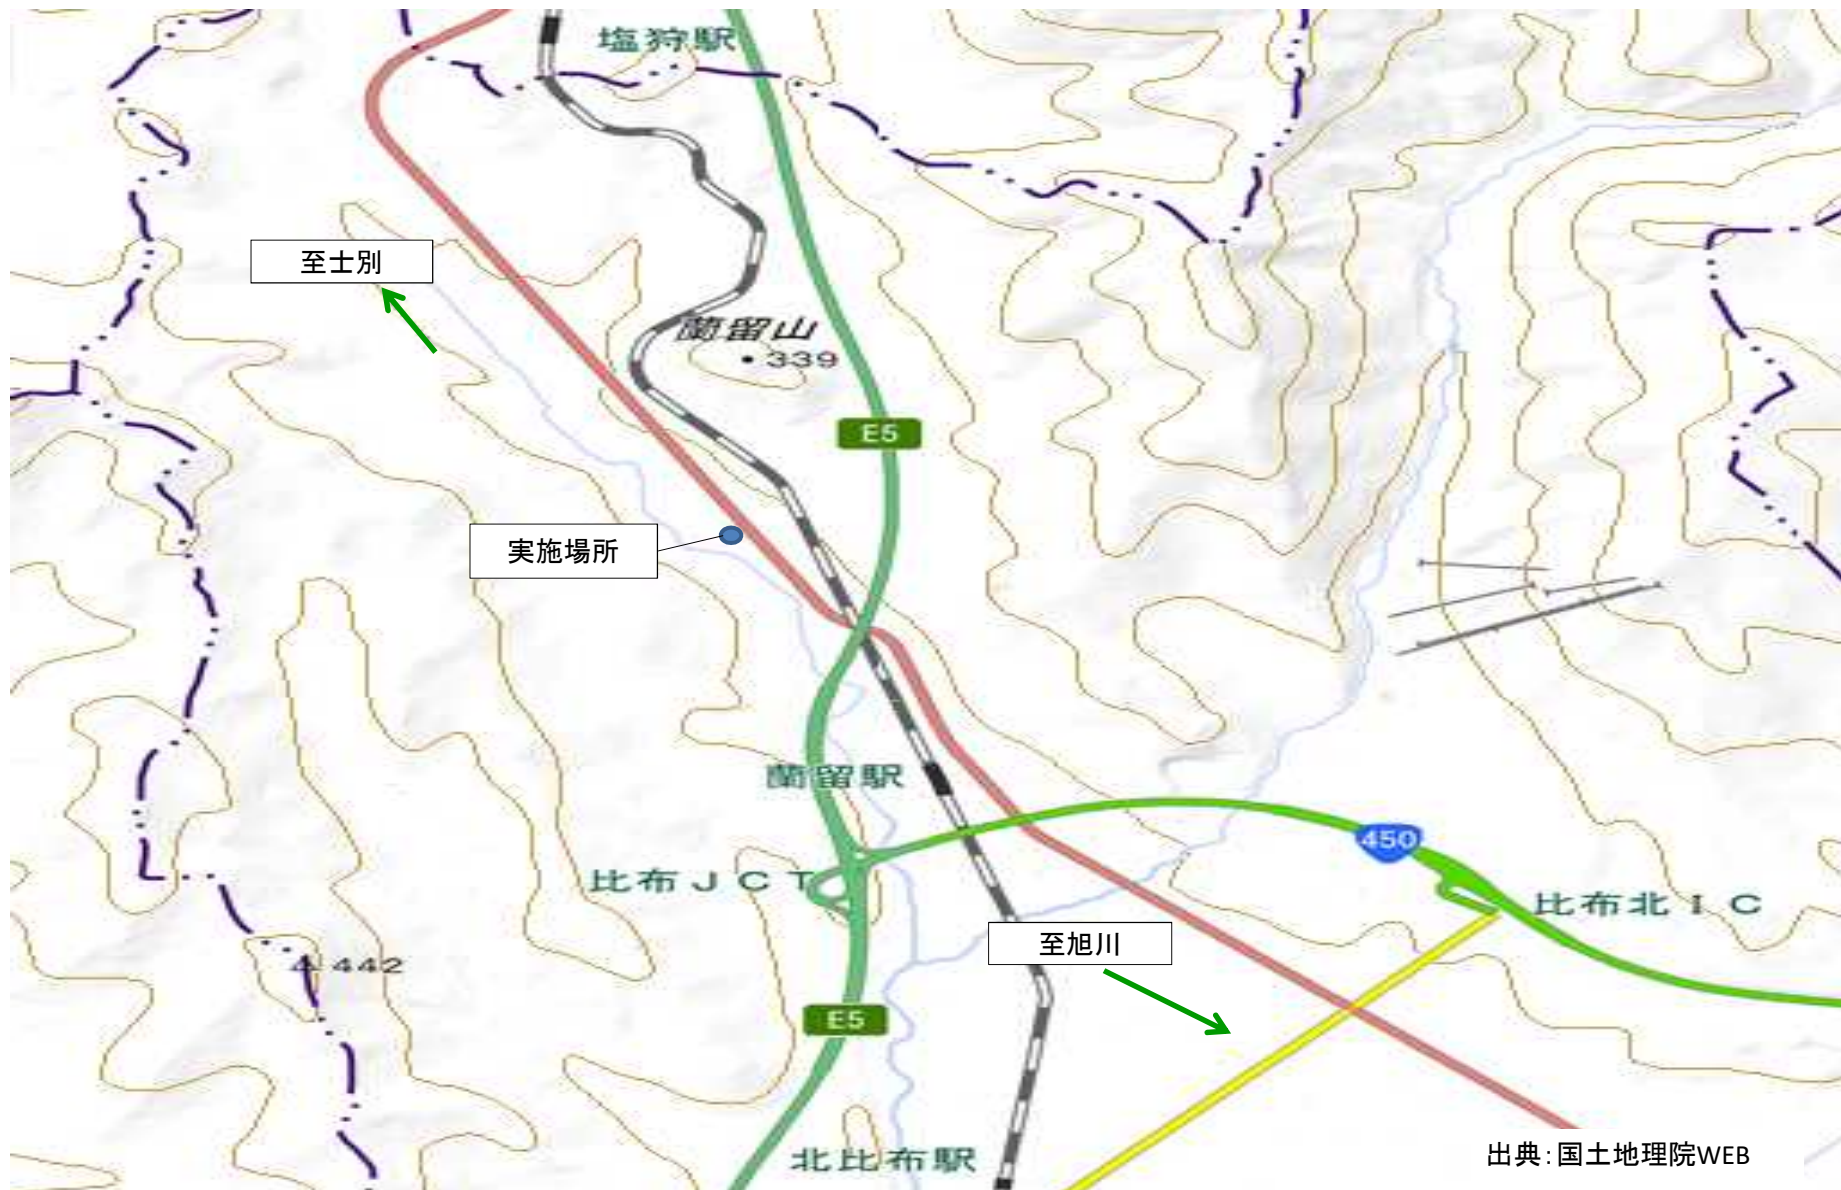 塩狩駅
至士別
蘭留山
339
E5
実施場所
蘭留駅
450
比布JCT
比布北IC
至旭川
442
E5
出典：国土地理院WEB
北比布駅